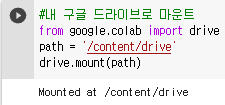 #내 구글 드라이브로 마운트
from google.colab import drive
path = '/content/drive'
drive.mount(path)
Mounted at /content/drive